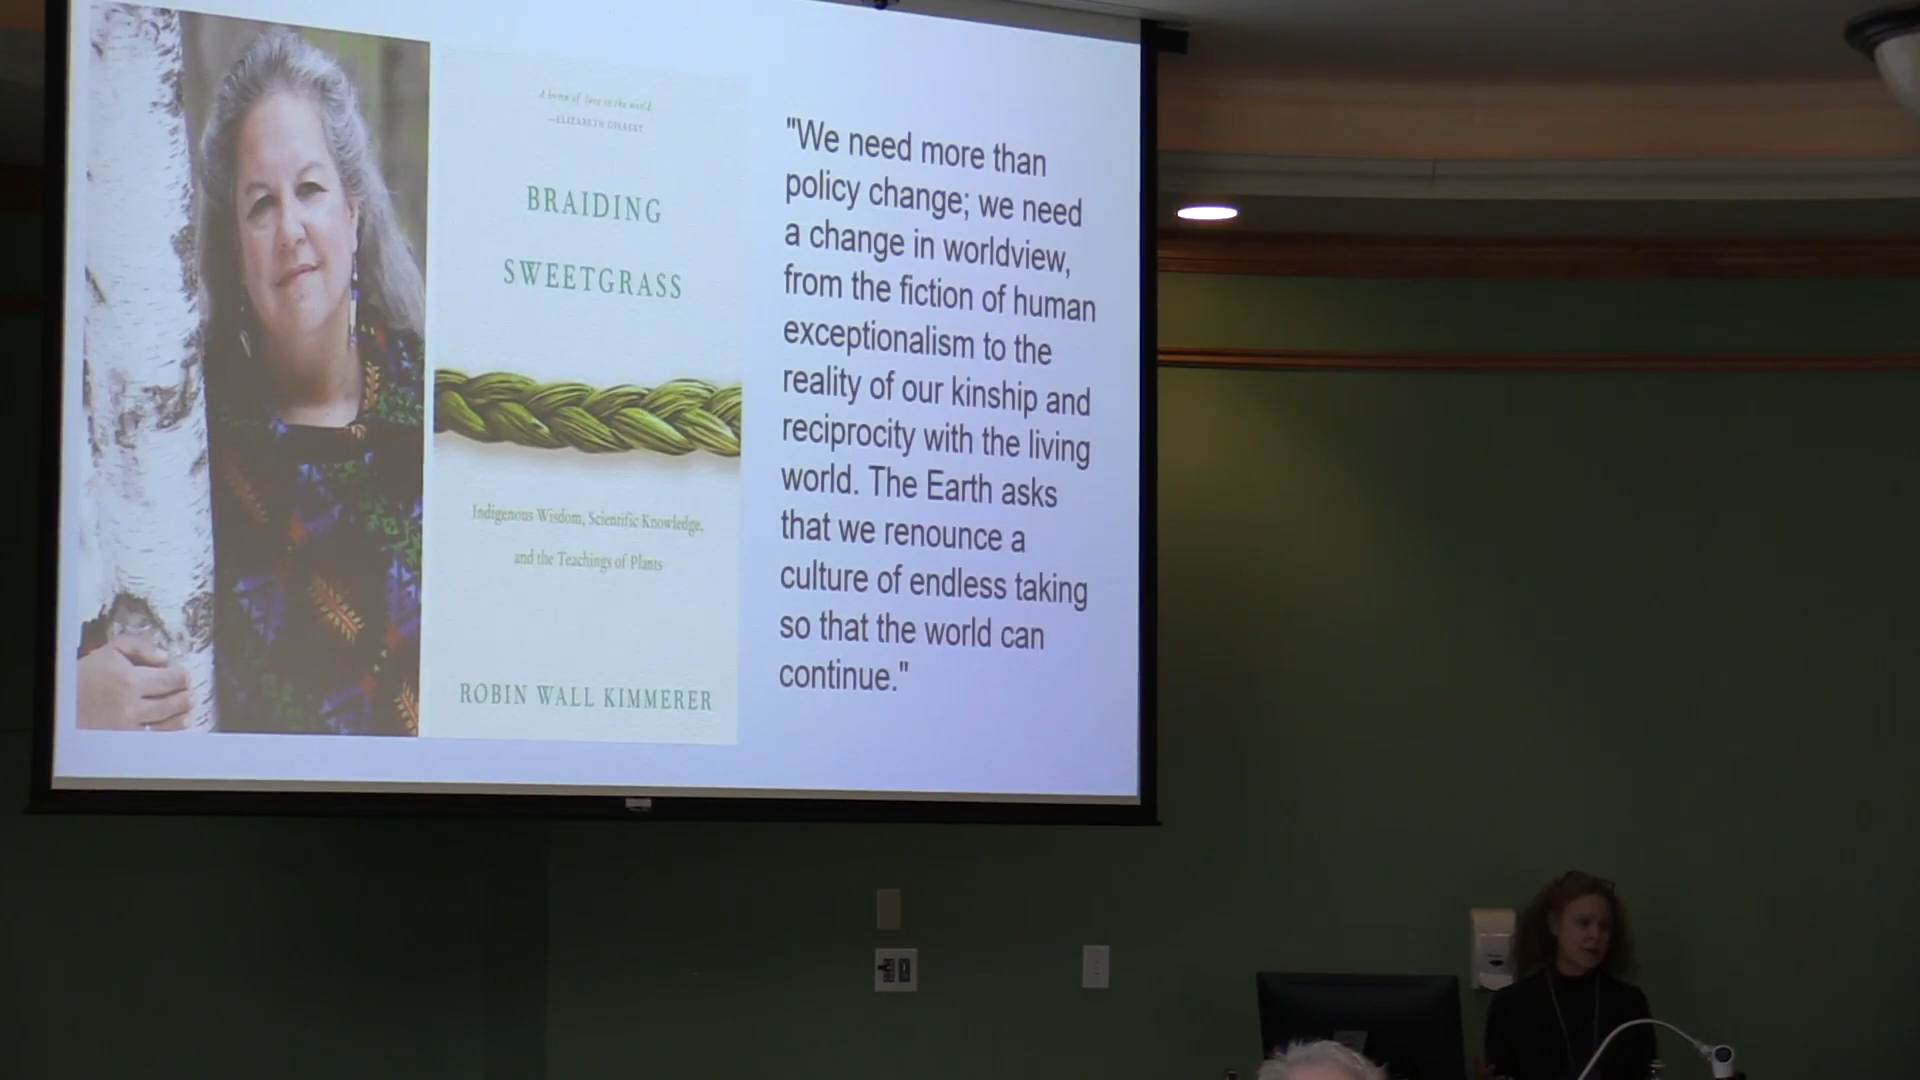 A hymn of love to the world
—ELIZABETH GILBERT
BRAIDING
SWEETGRASS
Indigenous Wisdom, Scientific Knowledge,
and the Teachings of Plants
ROBIN WALL KIMMERER
"We need more than
policy change; we need
a change in worldview,
from the fiction of human
exceptionalism to the
reality of our kinship and
reciprocity with the living
world. The Earth asks
that we renounce a
culture of endless taking
so that the world can
continue."